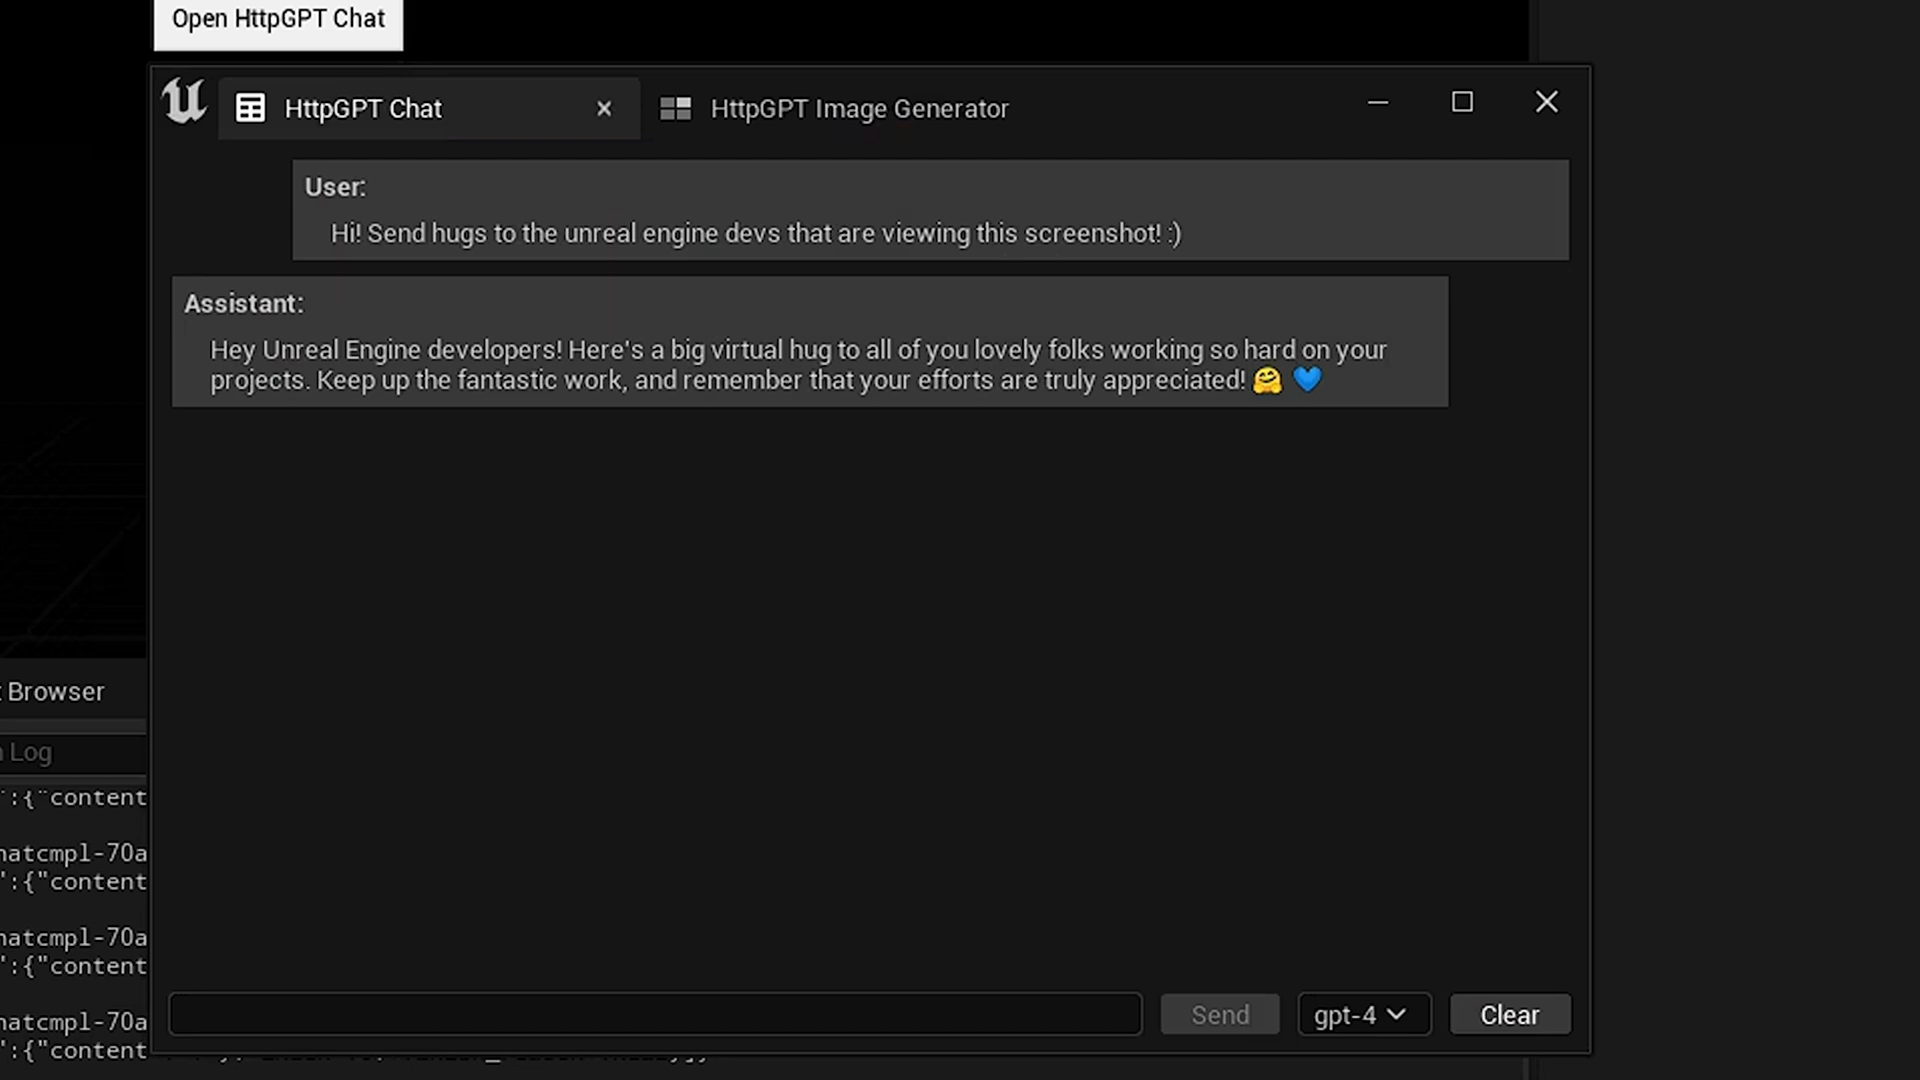 Open HttpGPT Chat
HttpGPT Chat
HttpGPT Image Generator
User:
Hi! Send hugs to the unreal engine devs that are viewing this screenshot! :)
Assistant:
Hey Unreal Engine developers! Here's a big virtual hug to all of you lovely folks working so hard on your
projects. Keep up the fantastic work, and remember that your efforts are truly appreciated! 🤗 💙
Browser
Log
":{"content
hatcmpl-70a
":{"content
hatcmpl-70a
":{"content
hatcmpl-70a
":{"content
Send
gpt-4
Clear